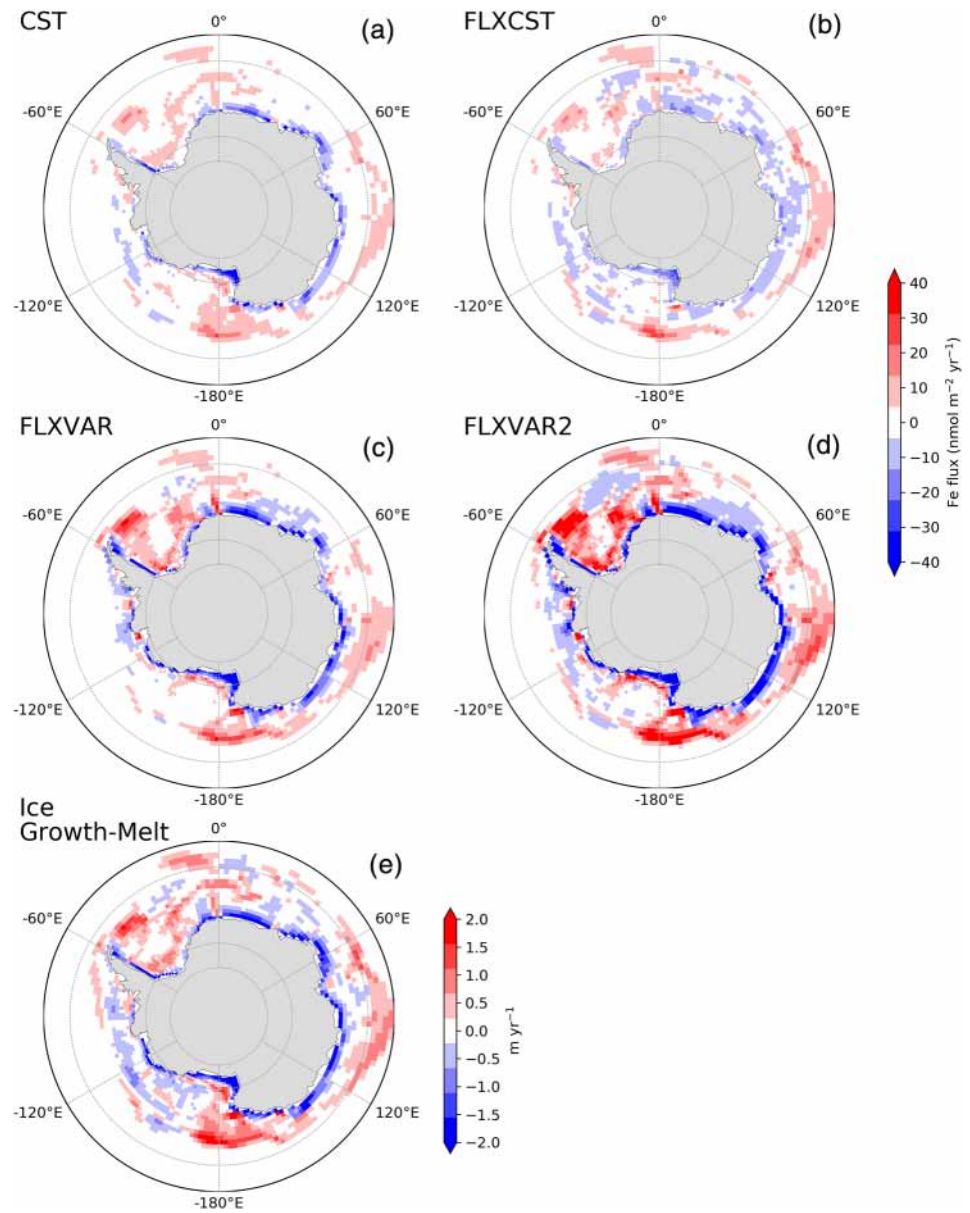 CST
(a)
0°
-60°E
60°E
-120°E
120°E
-180°E
FLXCST
(b)
0°
-60°E
60°E
-120°E
120°E
-180°E
40
30
20
10
0
−10
−20
−30
−40
Fe flux (nmol m⁻² yr⁻¹)
FLXVAR
(c)
0°
-60°E
60°E
-120°E
120°E
-180°E
FLXVAR2
(d)
0°
-60°E
60°E
-120°E
120°E
-180°E
Ice
Growth-Melt
(e)
0°
-60°E
60°E
-120°E
120°E
-180°E
2.0
1.5
1.0
0.5
0.0
−0.5
−1.0
−1.5
−2.0
m yr⁻¹